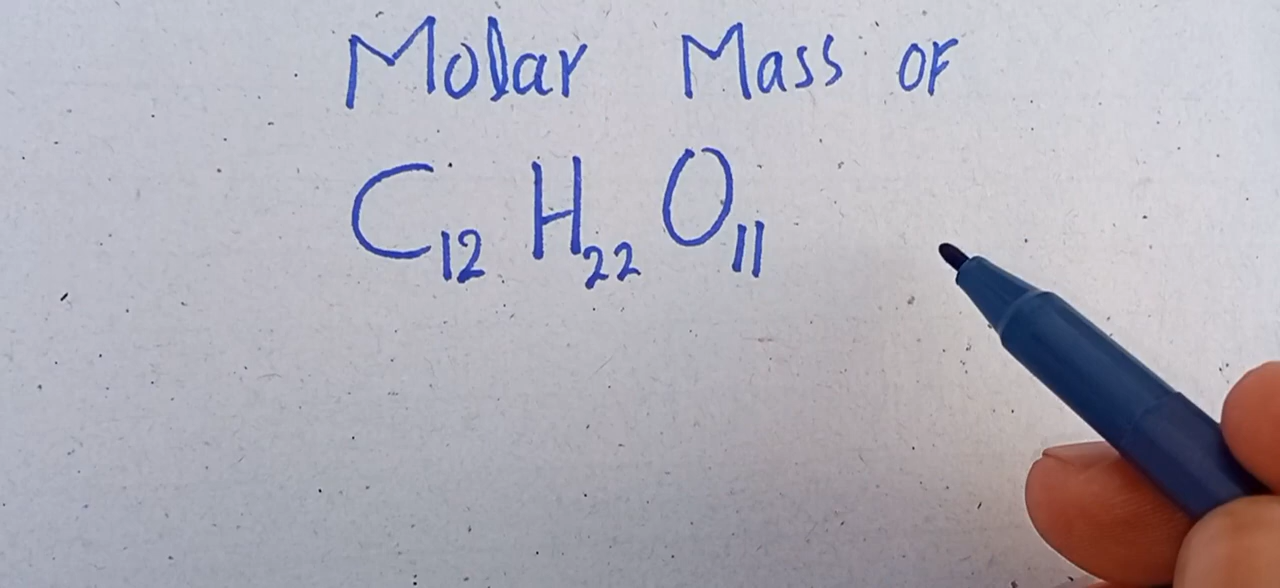 Molar Mass OF
C₁₂ H₂₂ O₁₁